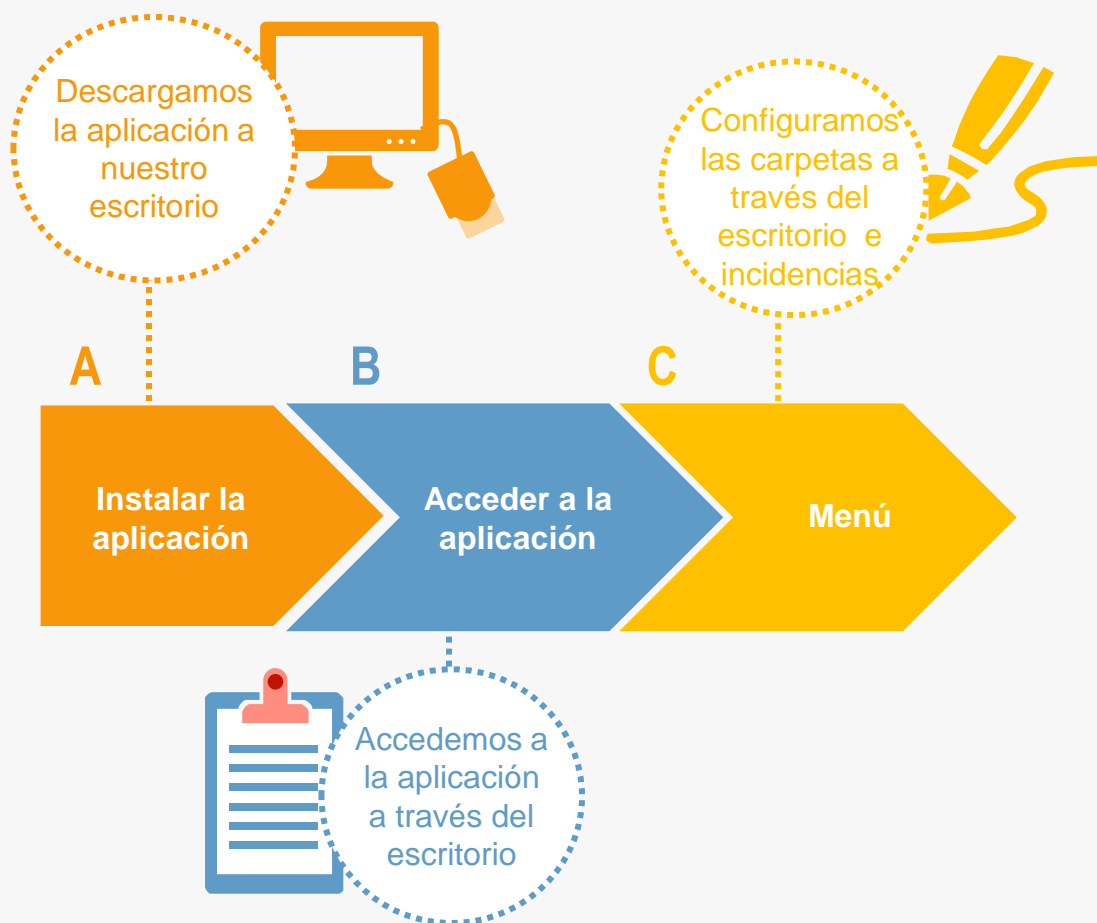 Descargamos
la aplicación a
nuestro
escritorio
Configuramos
las carpetas a
través del
escritorio e
incidencias
A
B
C
Instalar la
aplicación
Acceder a la
aplicación
Menú
Accedemos a
la aplicación
a través del
escritorio